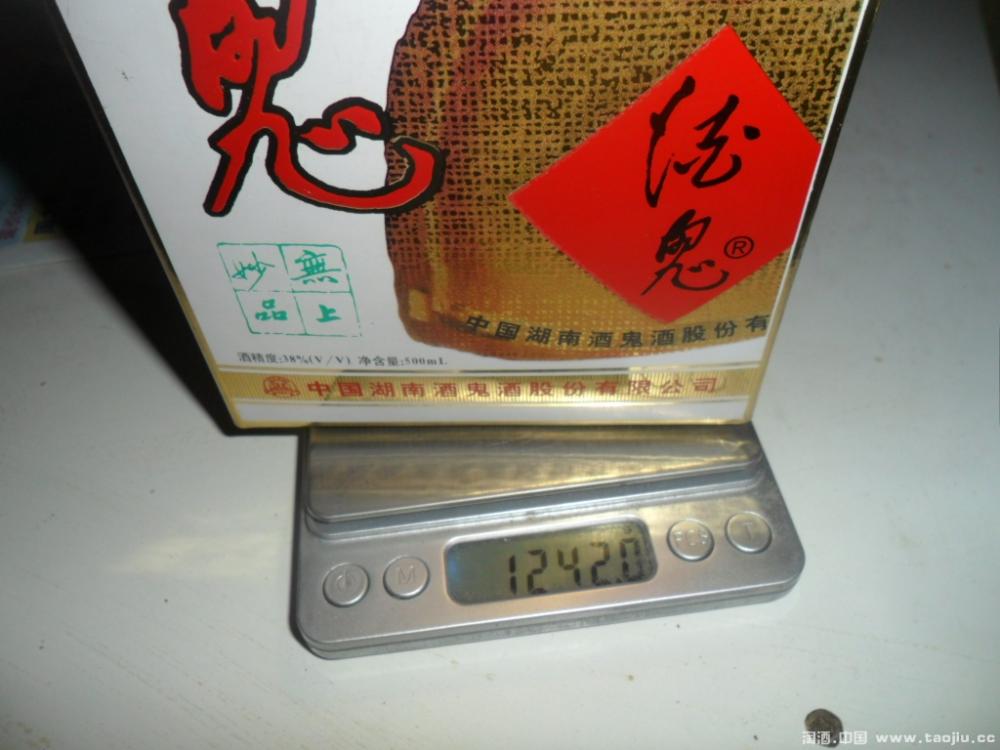 鬼
酒
鬼®
無上
妙品
中国湖南酒鬼酒股份有
酒精度:38%(V/V) 净含量:500mL
中国湖南酒鬼酒股份有限公司
M
1242.0
PCS
T
淘酒.中国 www.taojiu.cc